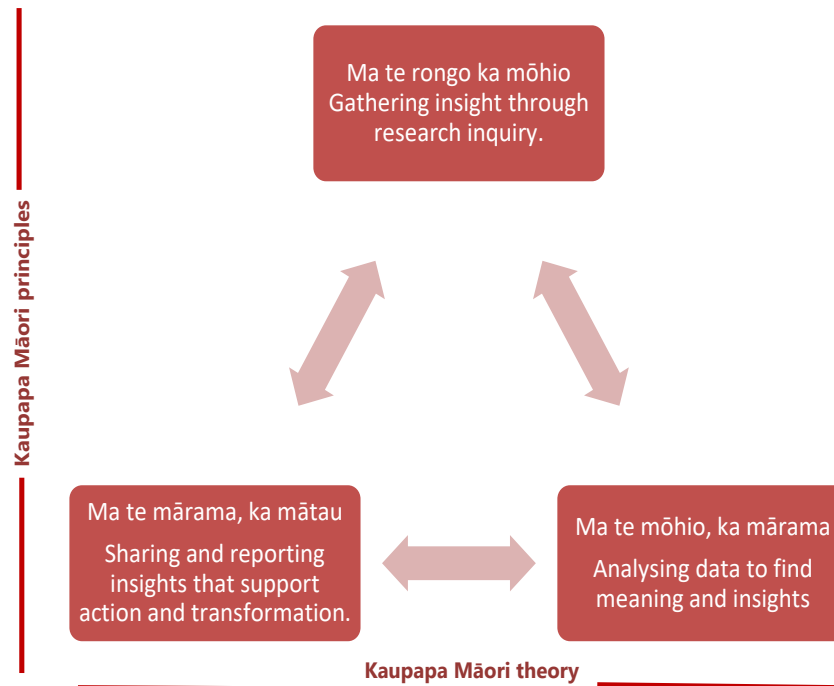 Ma te rongo ka mōhio
Gathering insight through
research inquiry.
Kaupapa Māori principles
Ma te mārama, ka mātau
Sharing and reporting
insights that support
action and transformation.
Ma te mōhio, ka mārama
Analysing data to find
meaning and insights
Kaupapa Māori theory